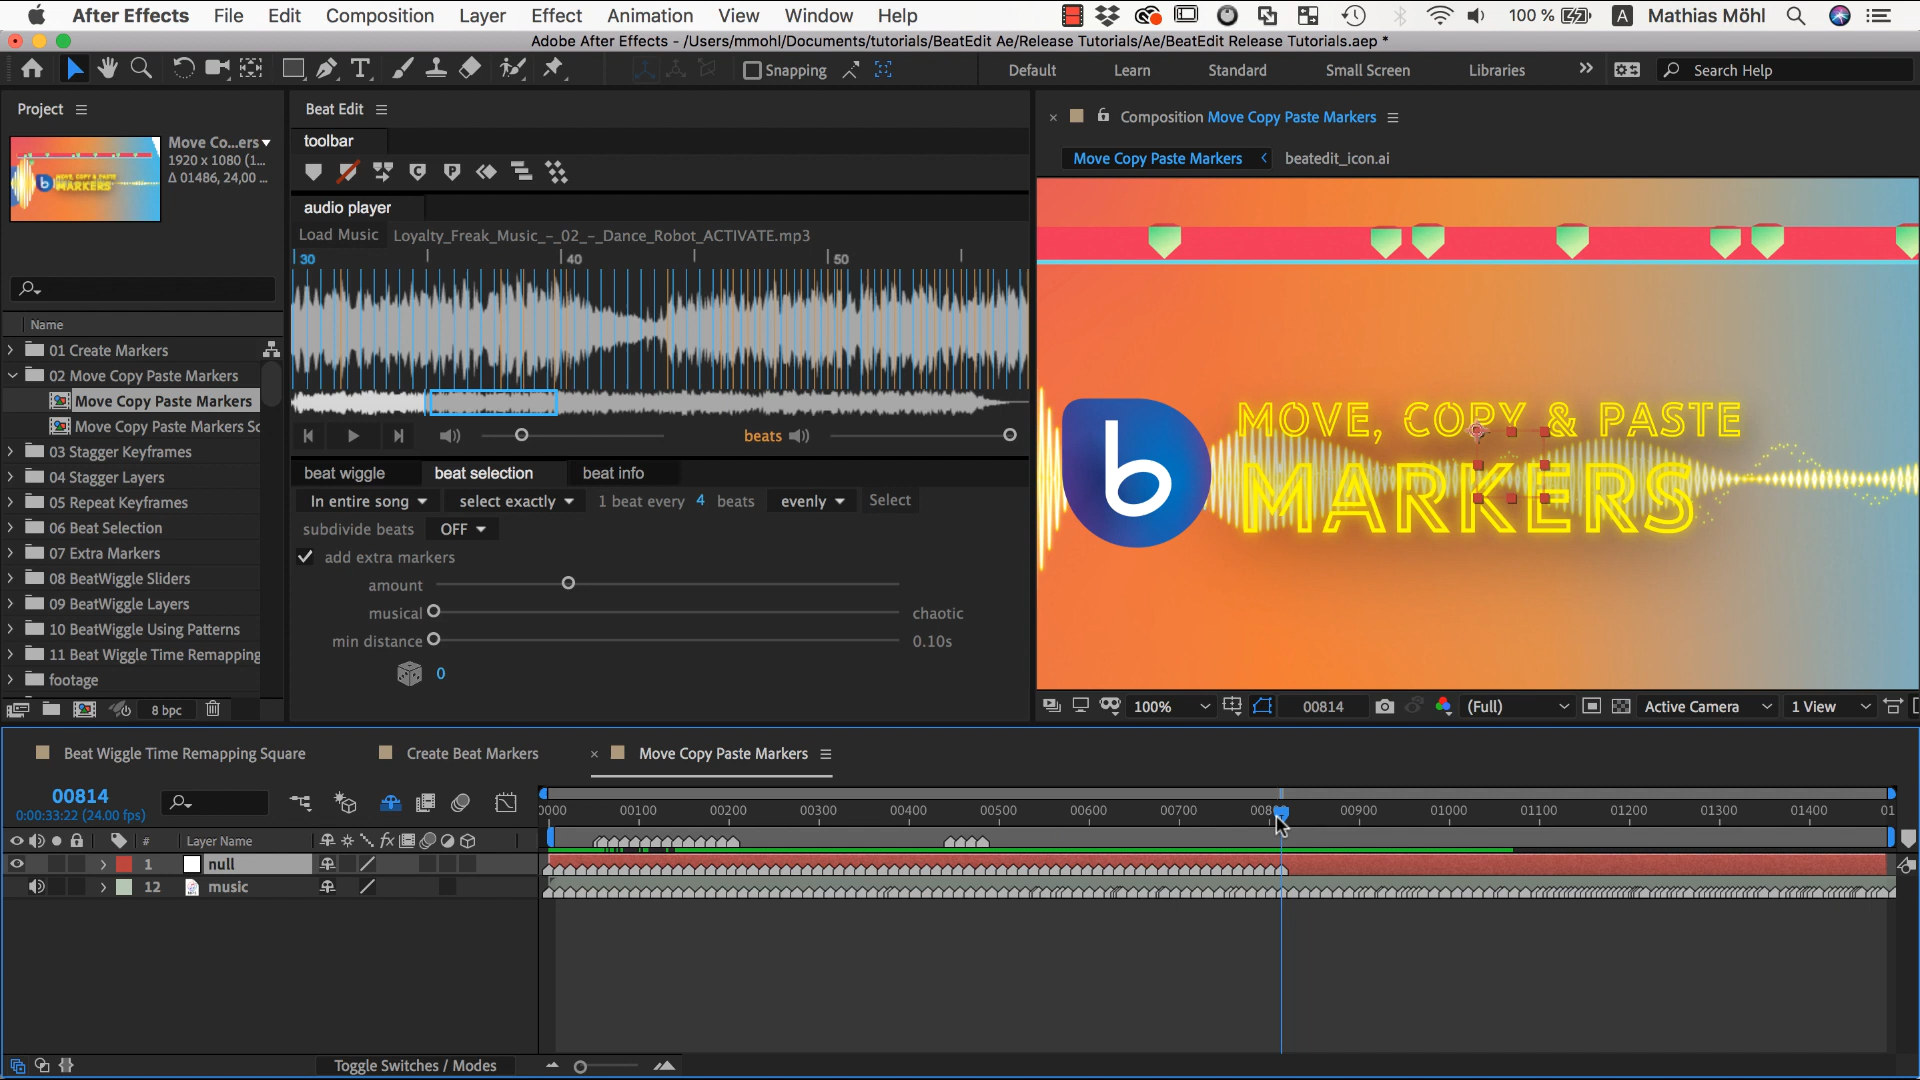 After Effects File Edit Composition Layer Effect Animation View Window Help 100 % A Mathias Möhl
Adobe After Effects - /Users/mmohl/Documents/tutorials/BeatEdit Ae/Release Tutorials/Ae/BeatEdit Release Tutorials.aep *
T Snapping Default Learn Standard Small Screen Libraries Search Help
Project
Move Co...ers
1920 x 1080 (1...
Δ 01486, 24,00 ...
Name
01 Create Markers
02 Move Copy Paste Markers
Move Copy Paste Markers
Move Copy Paste Markers Sc
03 Stagger Keyframes
04 Stagger Layers
05 Repeat Keyframes
06 Beat Selection
07 Extra Markers
08 BeatWiggle Sliders
09 BeatWiggle Layers
10 BeatWiggle Using Patterns
11 Beat Wiggle Time Remapping
footage
8 bpc
Beat Edit
toolbar
C P
audio player
Load Music Loyalty_Freak_Music_-_02_-_Dance_Robot_ACTIVATE.mp3
30 40 50
beats
beat wiggle beat selection beat info
In entire song select exactly 1 beat every 4 beats evenly Select
subdivide beats OFF
add extra markers
amount
musical chaotic
min distance 0.10s
0
Composition Move Copy Paste Markers
Move Copy Paste Markers beatedit_icon.ai
b
MOVE, COPY & PASTE
MARKERS
100% 00814 (Full) Active Camera 1 View
Beat Wiggle Time Remapping Square Create Beat Markers Move Copy Paste Markers
00814
0:00:33:22 (24.00 fps)
0000 00100 00200 00300 00400 00500 00600 00700 00900 01000 01100 01200 01300 01400 01
# Layer Name fx
1 null
12 music
Toggle Switches / Modes